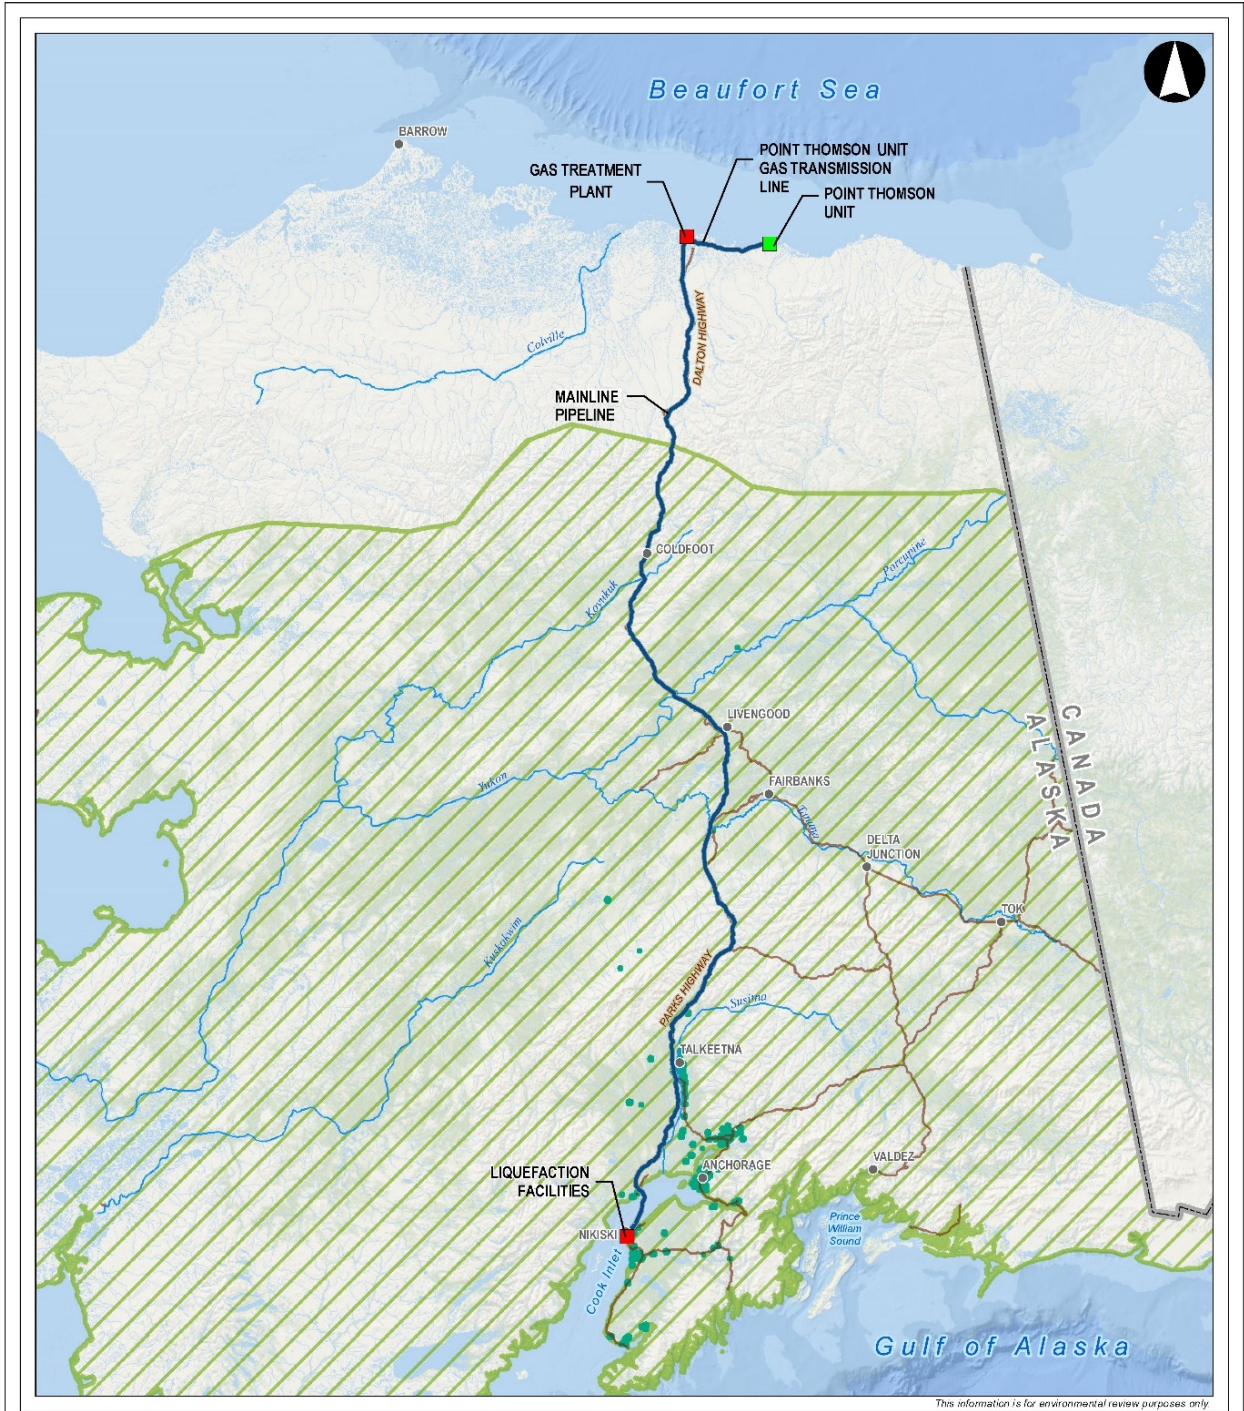 Beaufort Sea
BARROW
POINT THOMSON UNIT
GAS TRANSMISSION
LINE
GAS TREATMENT
PLANT
POINT THOMSON
UNIT
DALTON HIGHWAY
Colville
MAINLINE
PIPELINE
COLDFOOT
Porcupine
Koyukuk
LIVENGOOD
CANADA
ALASKA
Yukon
FAIRBANKS
Tanana
DELTA
JUNCTION
TOK
Kuskokwim
PARKS HIGHWAY
Susitna
TALKEETNA
ANCHORAGE
VALDEZ
LIQUEFACTION
FACILITIES
NIKISKI
Prince
William
Sound
Cook Inlet
Gulf of Alaska
This information is for environmental review purposes only.